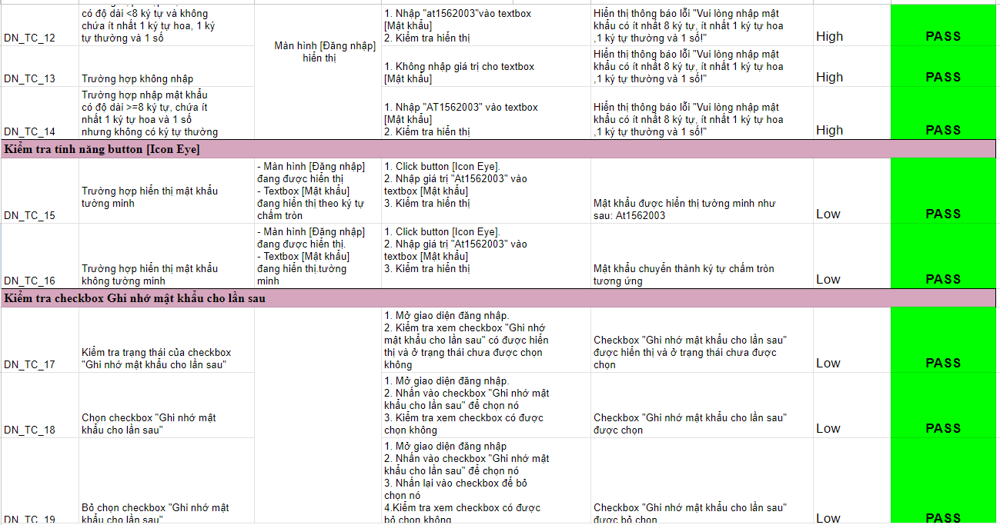 có độ dài <8 ký tự và không
chứa ít nhất 1 ký tự hoa, 1 ký
tự thường và 1 số
DN_TC_12
Màn hình [Đăng nhập]
hiển thị
1. Nhập "at1562003"vào textbox
[Mật khẩu]
2. Kiểm tra hiển thị
Hiển thị thông báo lỗi "Vui lòng nhập mật
khẩu có ít nhất 8 ký tự, ít nhất 1 ký tự hoa
,1 ký tự thường và 1 số!"
High
PASS
DN_TC_13
Trường hợp không nhập
1. Không nhập giá trị cho textbox
[Mật khẩu]
Hiển thị thông báo lỗi "Vui lòng nhập mật
khẩu có ít nhất 8 ký tự, ít nhất 1 ký tự hoa
,1 ký tự thường và 1 số!"
High
PASS
DN_TC_14
Trường hợp nhập mật khẩu
có độ dài >=8 ký tự, chứa ít
nhất 1 ký tự hoa và 1 số
nhưng không có ký tự thường
1. Nhập "AT1562003" vào textbox
[Mật khẩu]
2. Kiểm tra hiển thị
Hiển thị thông báo lỗi "Vui lòng nhập mật
khẩu có ít nhất 8 ký tự, ít nhất 1 ký tự hoa
,1 ký tự thường và 1 số!"
High
PASS
Kiểm tra tính năng button [Icon Eye]
DN_TC_15
Trường hợp hiển thị mật khẩu
tường minh
- Màn hình [Đăng nhập]
đang được hiển thị
- Textbox [Mật khẩu]
đang hiển thị theo ký tự
chấm tròn
1. Click button [Icon Eye].
2. Nhập giá trị "At1562003" vào
textbox [Mật khẩu]
3. Kiểm tra hiển thị
Mật khẩu được hiển thị tường minh như
sau: At1562003
Low
PASS
DN_TC_16
Trường hợp hiển thị mật khẩu
không tường minh
- Màn hình [Đăng nhập]
đang được hiển thị.
- Textbox [Mật khẩu]
đang hiển thị.tường
minh
1. Click button [Icon Eye].
2. Nhập giá trị "At1562003" vào
textbox [Mật khẩu]
3. Kiểm tra hiển thị
Mật khẩu chuyển thành ký tự chấm tròn
tương ứng
Low
PASS
Kiểm tra checkbox Ghi nhớ mật khẩu cho lần sau
DN_TC_17
Kiểm tra trạng thái của checkbox
"Ghi nhớ mật khẩu cho lần sau"
1. Mở giao diện đăng nhập.
2. Kiểm tra xem checkbox "Ghi nhớ
mật khẩu cho lần sau" có được hiển
thị và ở trạng thái chưa được chọn
không
Checkbox "Ghi nhớ mật khẩu cho lần sau"
được hiển thị và ở trạng thái chưa được
chọn
Low
PASS
DN_TC_18
Chọn checkbox "Ghi nhớ mật
khẩu cho lần sau"
1. Mở giao diện đăng nhập.
2. Nhấn vào checkbox "Ghi nhớ mật
khẩu cho lần sau" để chọn nó
3. Kiểm tra xem checkbox có được
chọn không
Checkbox "Ghi nhớ mật khẩu cho lần sau"
được chọn
Low
PASS
DN_TC_19
Bỏ chọn checkbox "Ghi nhớ mật
khẩu cho lần sau"
1. Mở giao diện đăng nhập
2. Nhấn vào checkbox "Ghi nhớ mật
khẩu cho lần sau" để chọn nó
3. Nhấn lại vào checkbox để bỏ
chọn nó
4.Kiểm tra xem checkbox có được
bỏ chọn không
Checkbox "Ghi nhớ mật khẩu cho lần sau"
được bỏ chọn
Low
PASS